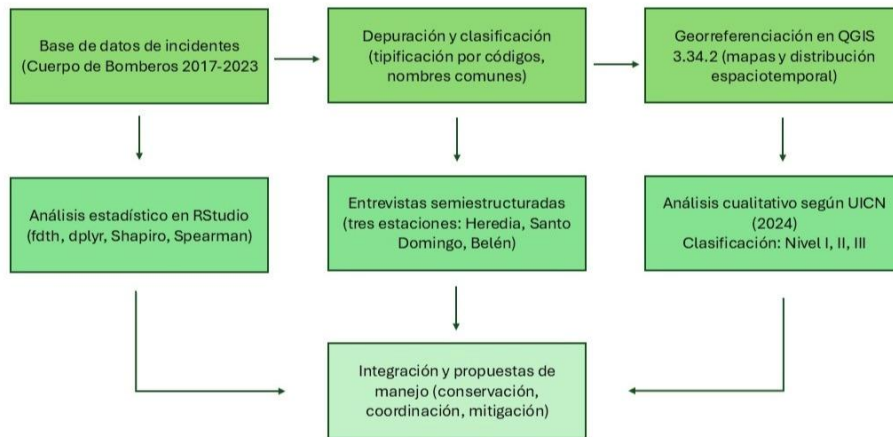 Base de datos de incidentes
(Cuerpo de Bomberos 2017-2023
Depuración y clasificación
(tipificación por códigos,
nombres comunes)
Georreferenciación en QGIS
3.34.2 (mapas y distribución
espaciotemporal)
Análisis estadístico en RStudio
(fdth, dplyr, Shapiro, Spearman)
Entrevistas semiestructuradas
(tres estaciones: Heredia, Santo
Domingo, Belén)
Análisis cualitativo según UICN
(2024)
Clasificación: Nivel I, II, III
Integración y propuestas de
manejo (conservación,
coordinación, mitigación)